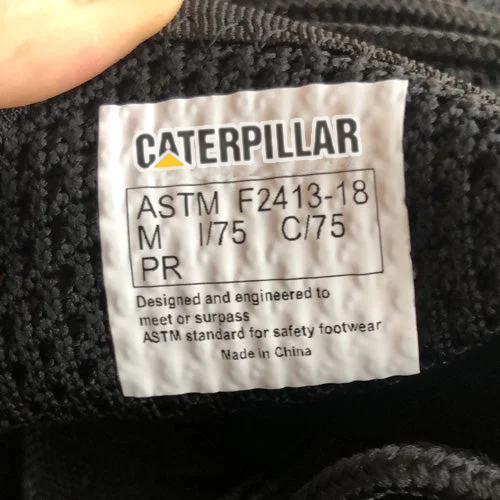 CATERPILLAR
ASTM F2413-18
M I/75 C/75
PR
Designed and engineered to
meet or surpass
ASTM standard for safety footwear
Made in China